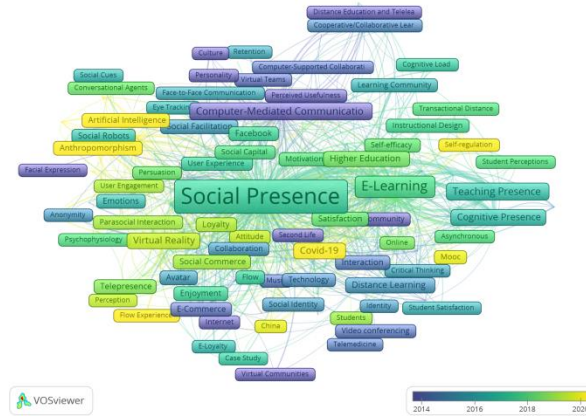 Distance Education and Telelea
Cooperative/Collaborative Lear
Culture
Retention
Social Cues
Computer-Supported Collaborati
Cognitive Load
Personality
Virtual Teams
Conversational Agents
Face-to-Face Communication
Perceived Usefulness
Learning Community
Eye Tracking
Computer-Mediated Communicatio
Transactional Distance
Artificial Intelligence
Social Facilitation
Facebook
Instructional Design
Social Robots
Self-efficacy
Self-regulation
Anthropomorphism
Social Capital
User Experience
Motivation
Higher Education
Student Perceptions
Facial Expression
Persuasion
User Engagement
Social Presence
E-Learning
Teaching Presence
Emotions
Anonymity
Parasocial Interaction
Loyalty
Satisfaction
Community
Cognitive Presence
Psychophysiology
Virtual Reality
Attitude
Second Life
Online
Asynchronous
Collaboration
Covid-19
Social Commerce
Interaction
Mooc
Telepresence
Avatar
Flow
Technology
Critical Thinking
Perception
Enjoyment
Distance Learning
Flow Experience
E-Commerce
Social Identity
Identity
Student Satisfaction
Internet
China
Students
Video conferencing
E-Loyalty
Telemedicine
Case Study
Virtual Communities
VOSviewer
2014 2016 2018 2020